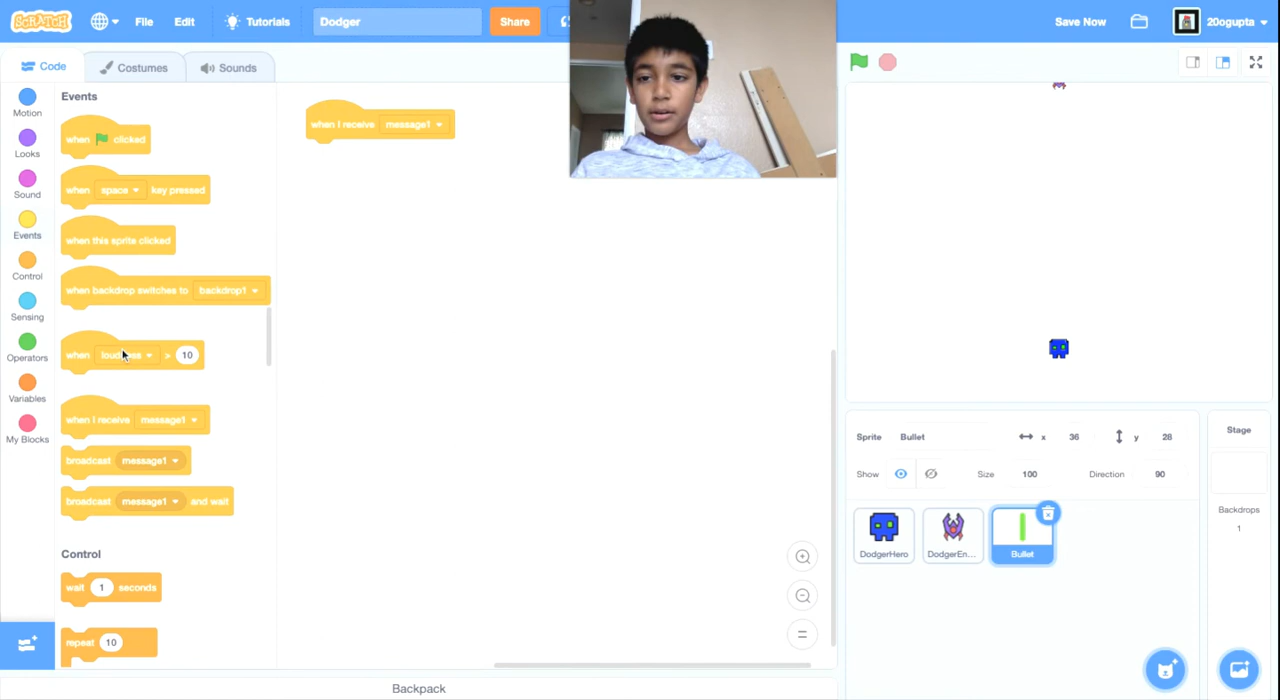 SCRATCH File Edit Tutorials Dodger Share Save Now 20ogupta
Code Costumes Sounds
Motion
Looks
Sound
Events
Control
Sensing
Operators
Variables
My Blocks
Events
when clicked
when space key pressed
when this sprite clicked
when backdrop switches to backdrop1
when > 10
when I receive message1
broadcast message1
broadcast message1 and wait
Control
wait 1 seconds
repeat 10
when I receive message1
Backpack
Sprite Bullet x 36 y 28
Show Size 100 Direction 90
DodgerHero DodgerEn... Bullet
Stage
Backdrops
1